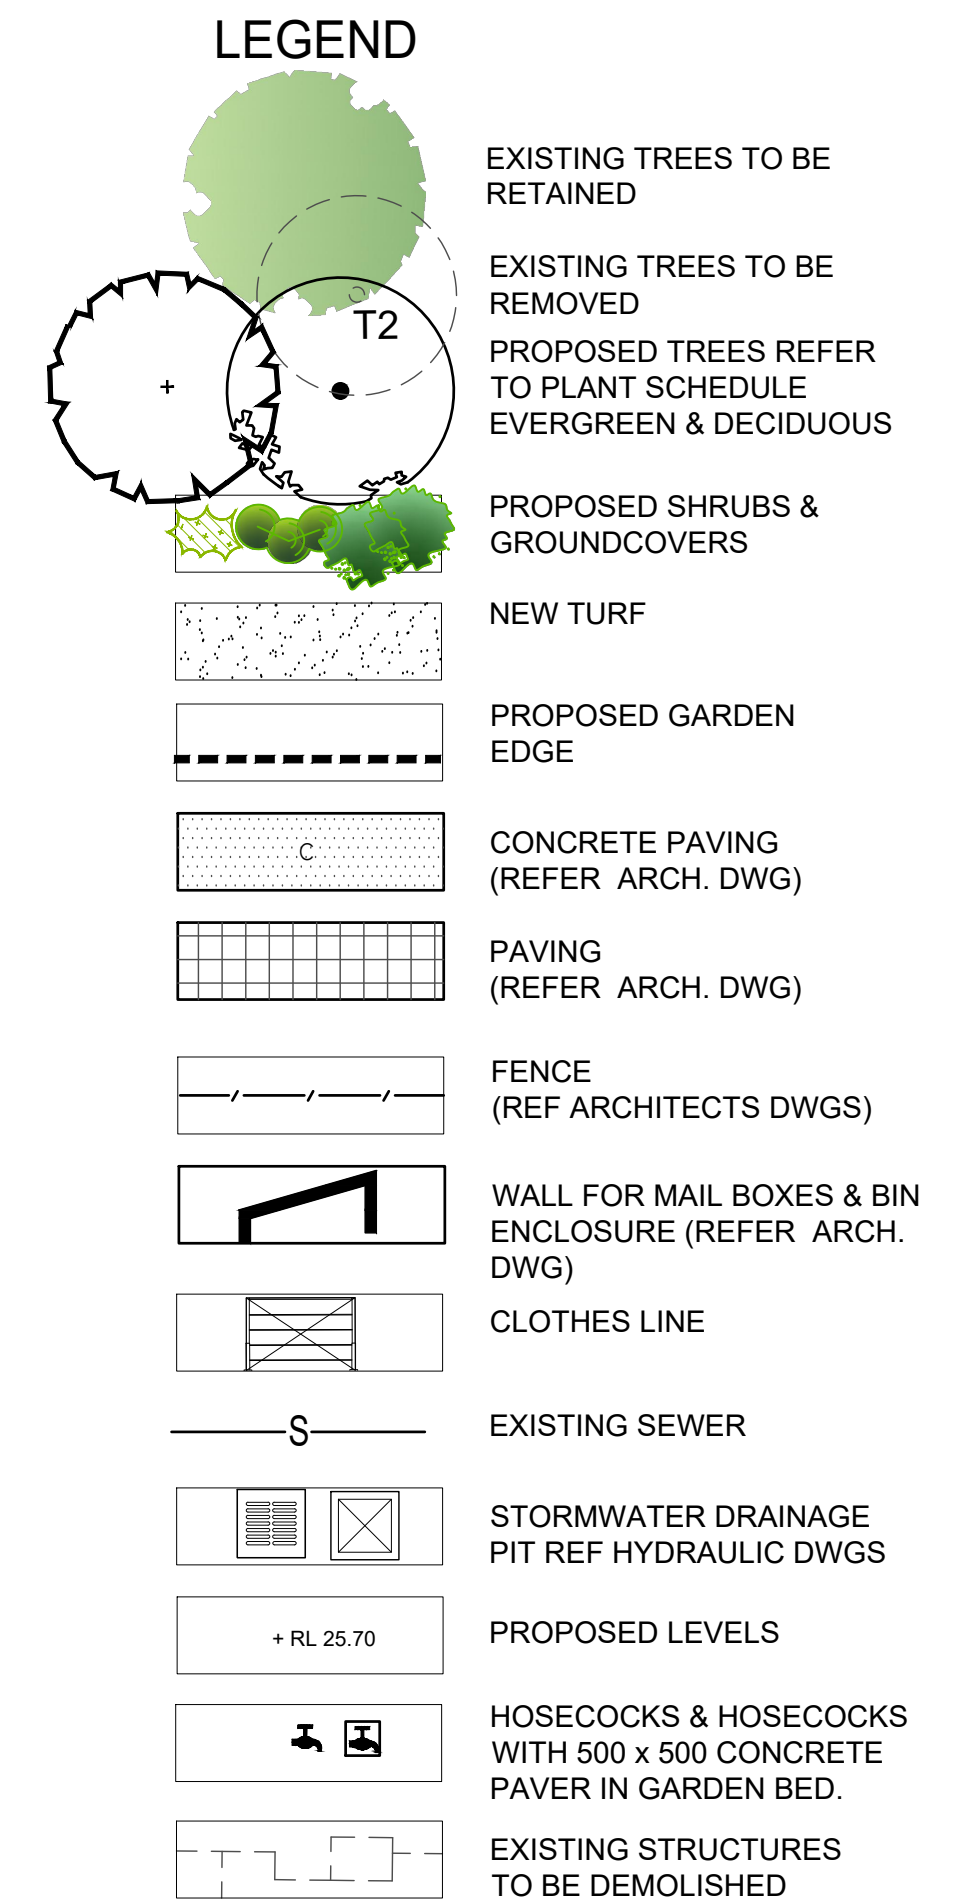 LEGEND
EXISTING TREES TO BE
RETAINED
EXISTING TREES TO BE
REMOVED
T2
PROPOSED TREES REFER
TO PLANT SCHEDULE
EVERGREEN & DECIDUOUS
PROPOSED SHRUBS &
GROUNDCOVERS
NEW TURF
PROPOSED GARDEN
EDGE
C
CONCRETE PAVING
(REFER ARCH. DWG)
PAVING
(REFER ARCH. DWG)
FENCE
(REF ARCHITECTS DWGS)
WALL FOR MAIL BOXES & BIN
ENCLOSURE (REFER ARCH.
DWG)
CLOTHES LINE
S
EXISTING SEWER
STORMWATER DRAINAGE
PIT REF HYDRAULIC DWGS
+ RL 25.70
PROPOSED LEVELS
HOSECOCKS & HOSECOCKS
WITH 500 x 500 CONCRETE
PAVER IN GARDEN BED.
EXISTING STRUCTURES
TO BE DEMOLISHED